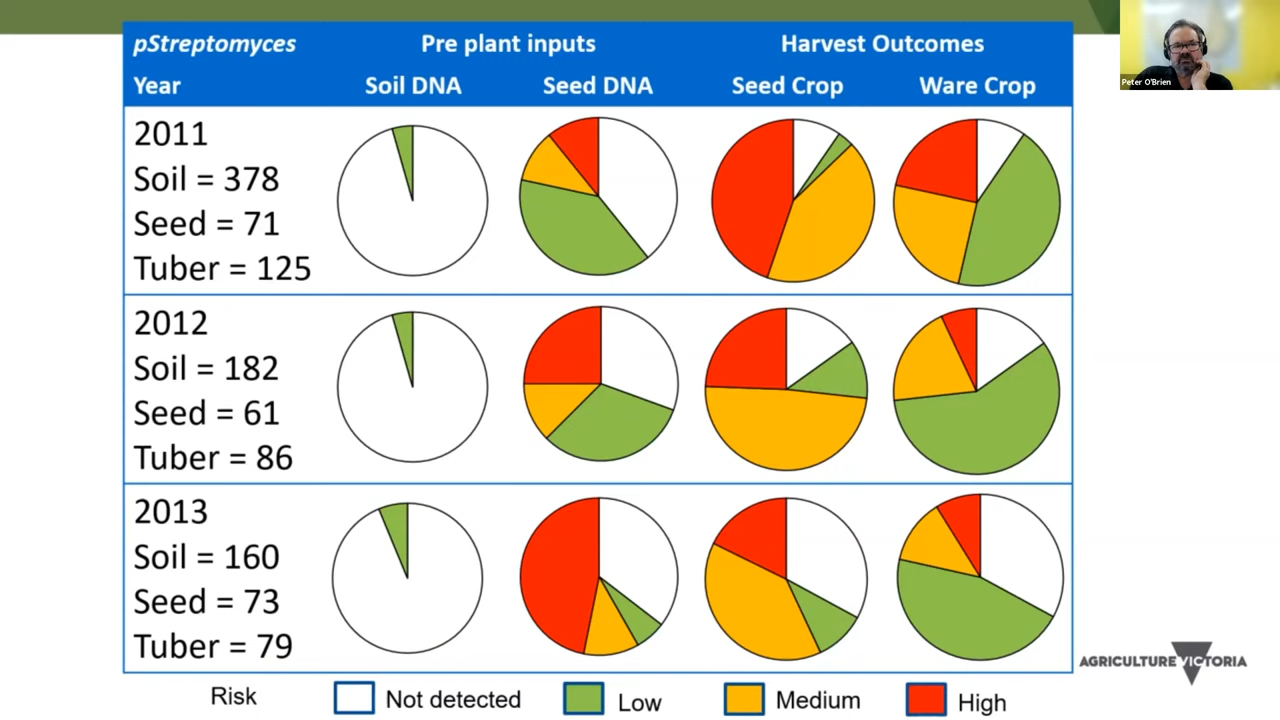 pStreptomyces Pre plant inputs Harvest Outcomes
Year Soil DNA Seed DNA Seed Crop Ware Crop
2011
Soil = 378
Seed = 71
Tuber = 125
2012
Soil = 182
Seed = 61
Tuber = 86
2013
Soil = 160
Seed = 73
Tuber = 79
Risk Not detected Low Medium High
Peter O'Brien
AGRICULTURE VICTORIA